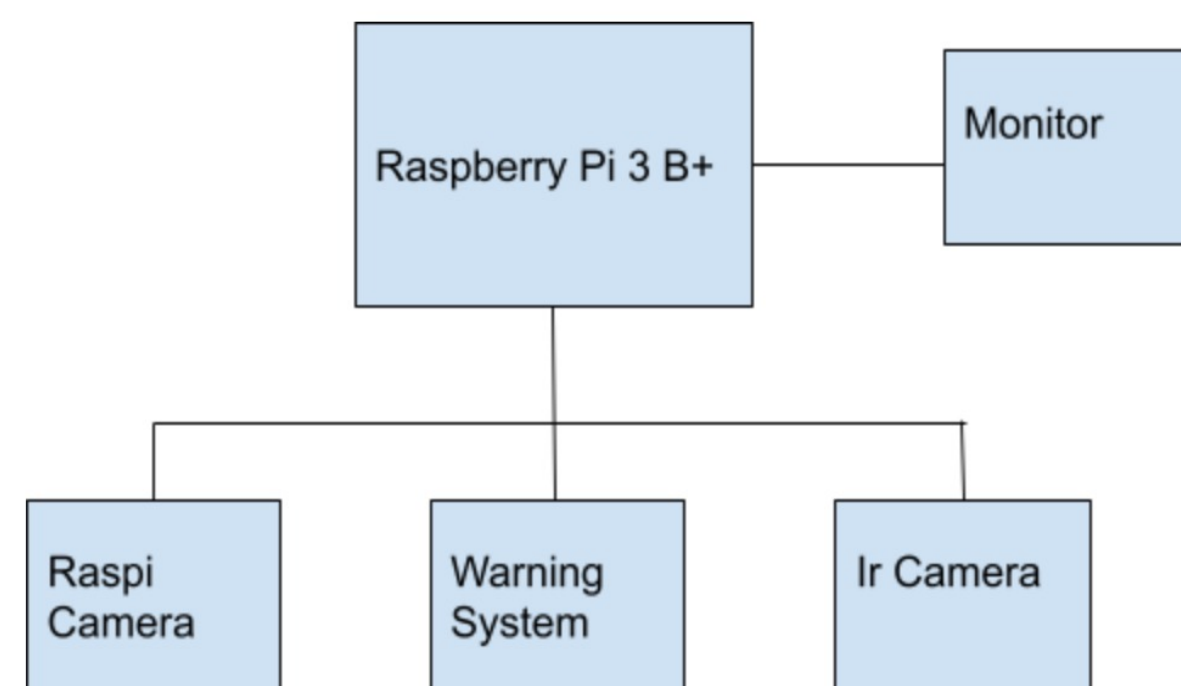 Raspberry Pi 3 B+
Monitor
Raspi
Camera
Warning
System
Ir Camera